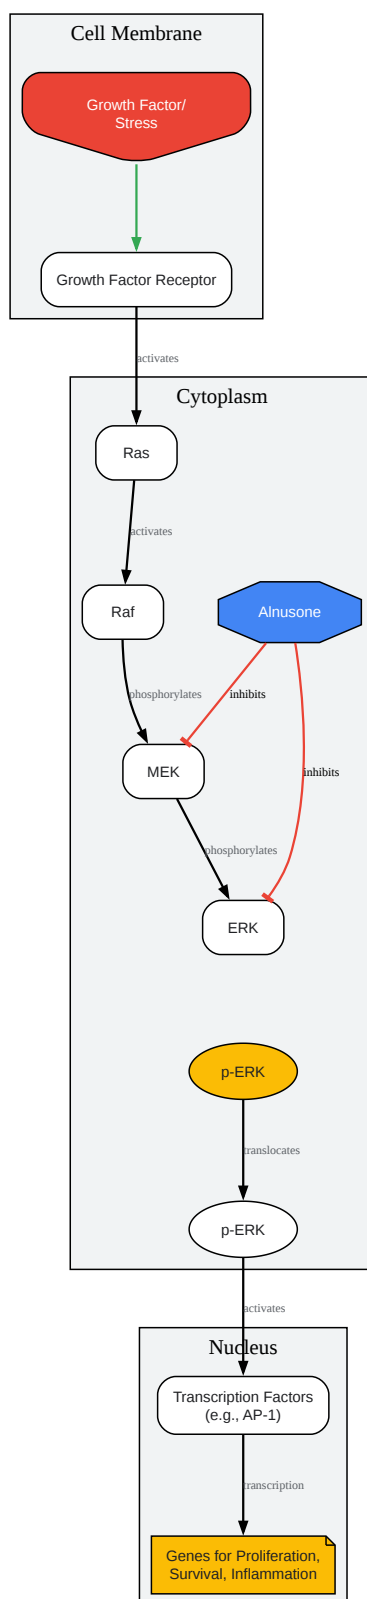 Cell Membrane
Growth Factor/
Stress
Growth Factor Receptor
activates
Cytoplasm
Ras
activates
Raf
Alnusone
phosphorylates
inhibits
MEK
inhibits
phosphorylates
ERK
p-ERK
translocates
p-ERK
activates
Nucleus
Transcription Factors
(e.g., AP-1)
transcription
Genes for Proliferation,
Survival, Inflammation